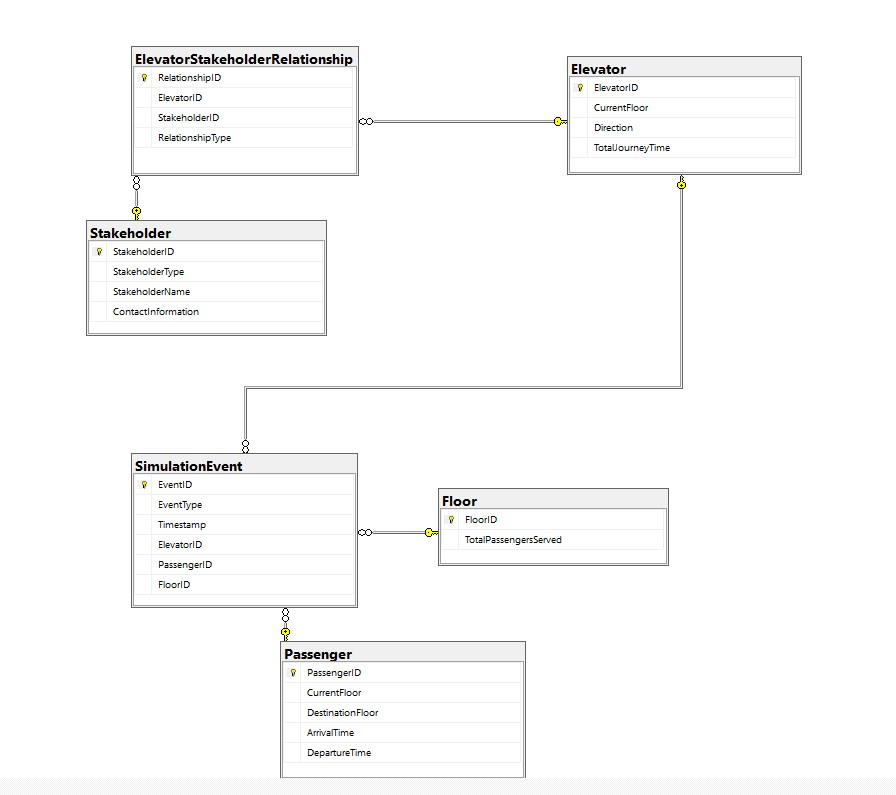 ElevatorStakeholderRelationship
RelationshipID
ElevatorID
StakeholderID
RelationshipType
Elevator
ElevatorID
CurrentFloor
Direction
TotalJourneyTime
Stakeholder
StakeholderID
StakeholderType
StakeholderName
ContactInformation
SimulationEvent
EventID
EventType
Timestamp
ElevatorID
PassengerID
FloorID
Floor
FloorID
TotalPassengersServed
Passenger
PassengerID
CurrentFloor
DestinationFloor
ArrivalTime
DepartureTime